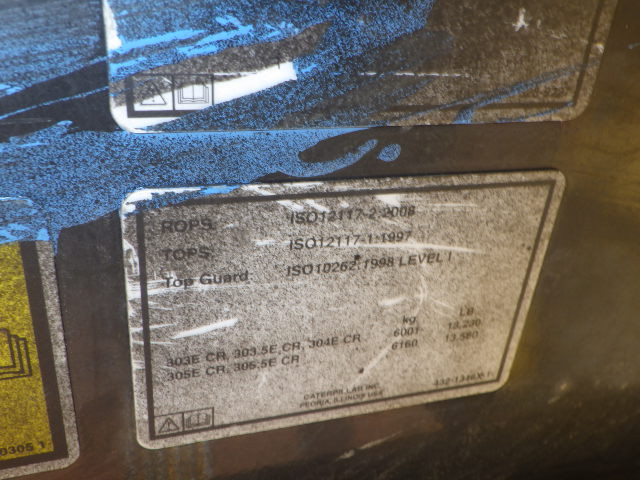 ROPS: ISO12117-2:2008
TOPS: ISO12117-1:1997
Top Guard ISO10262:1998 LEVEL I
kg LB
303E CR, 303.5E CR, 304E CR 6001 13,230
305E CR, 305.5E CR 6160 13,580
CATERPILLAR INC.
PEORIA, ILLINOIS USA
8305 1